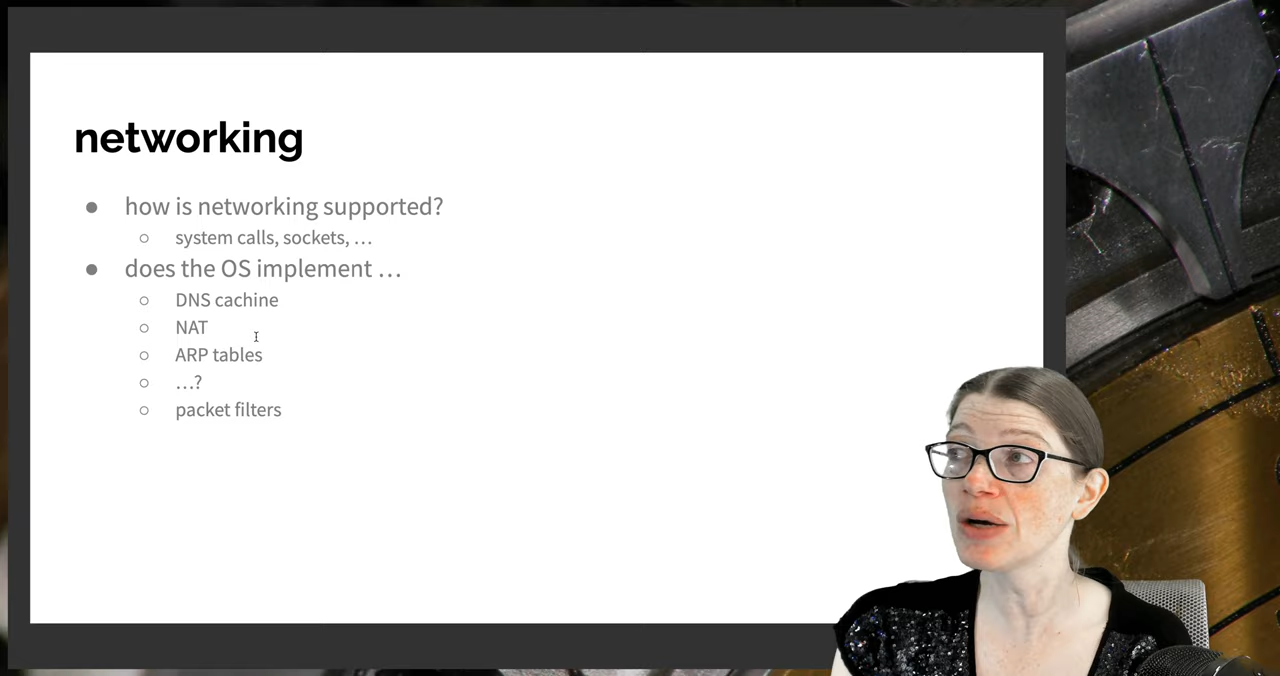 networking
how is networking supported?
system calls, sockets, …
does the OS implement …
DNS cachine
NAT
ARP tables
…?
packet filters